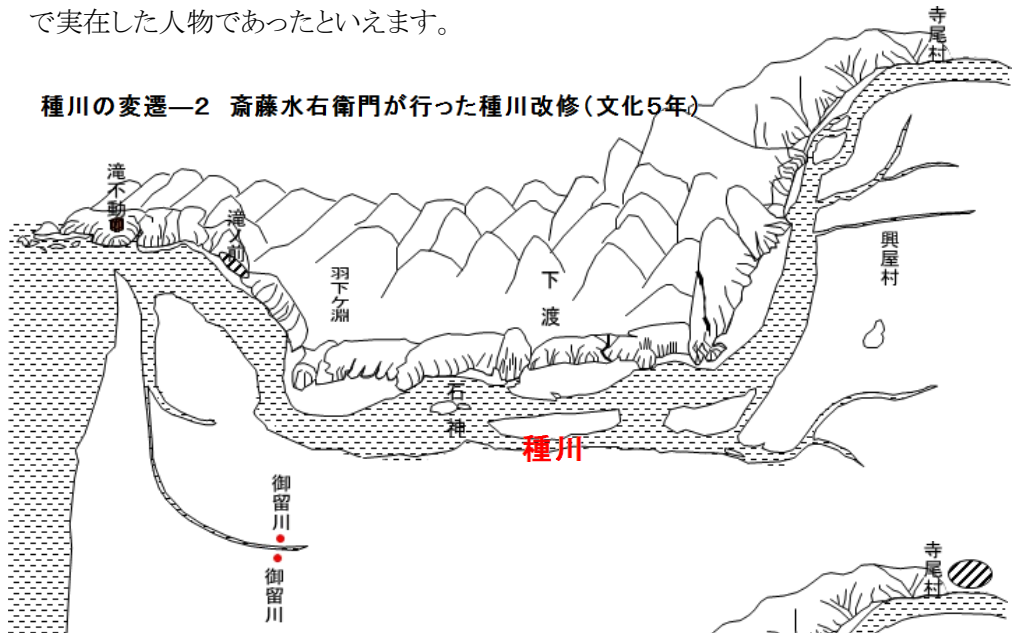 で実在した人物であったといえます。
種川の変遷―2 斎藤水右衛門が行った種川改修(文化5年)
寺尾村
滝不動
滝ノ前
羽下ケ淵
下渡
興屋村
石神
種川
御留川
御留川
寺尾村